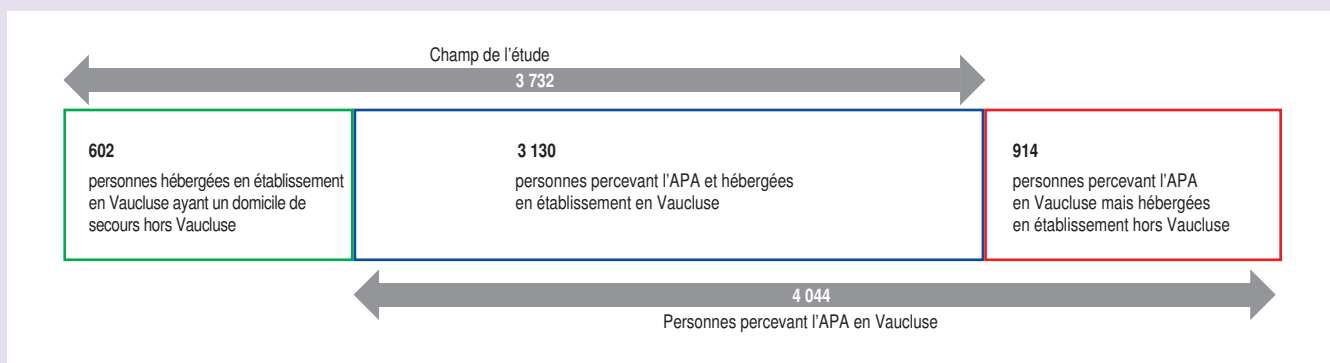 Champ de l’étude
3 732
602
personnes hébergées en établissement
en Vaucluse ayant un domicile de
secours hors Vaucluse
3 130
personnes percevant l’APA et hébergées
en établissement en Vaucluse
914
personnes percevant l’APA
en Vaucluse mais hébergées
en établissement hors Vaucluse
4 044
Personnes percevant l’APA en Vaucluse